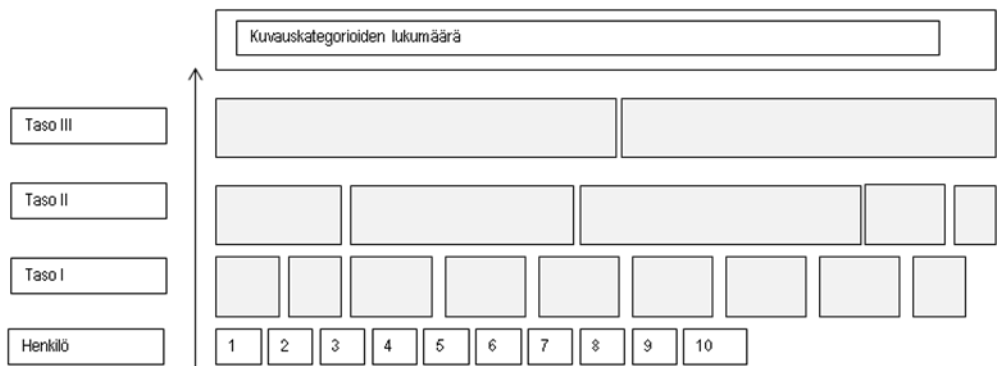 Kuvauskategorioiden lukumäärä
Taso III
Taso II
Taso I
Henkilö 1 2 3 4 5 6 7 8 9 10